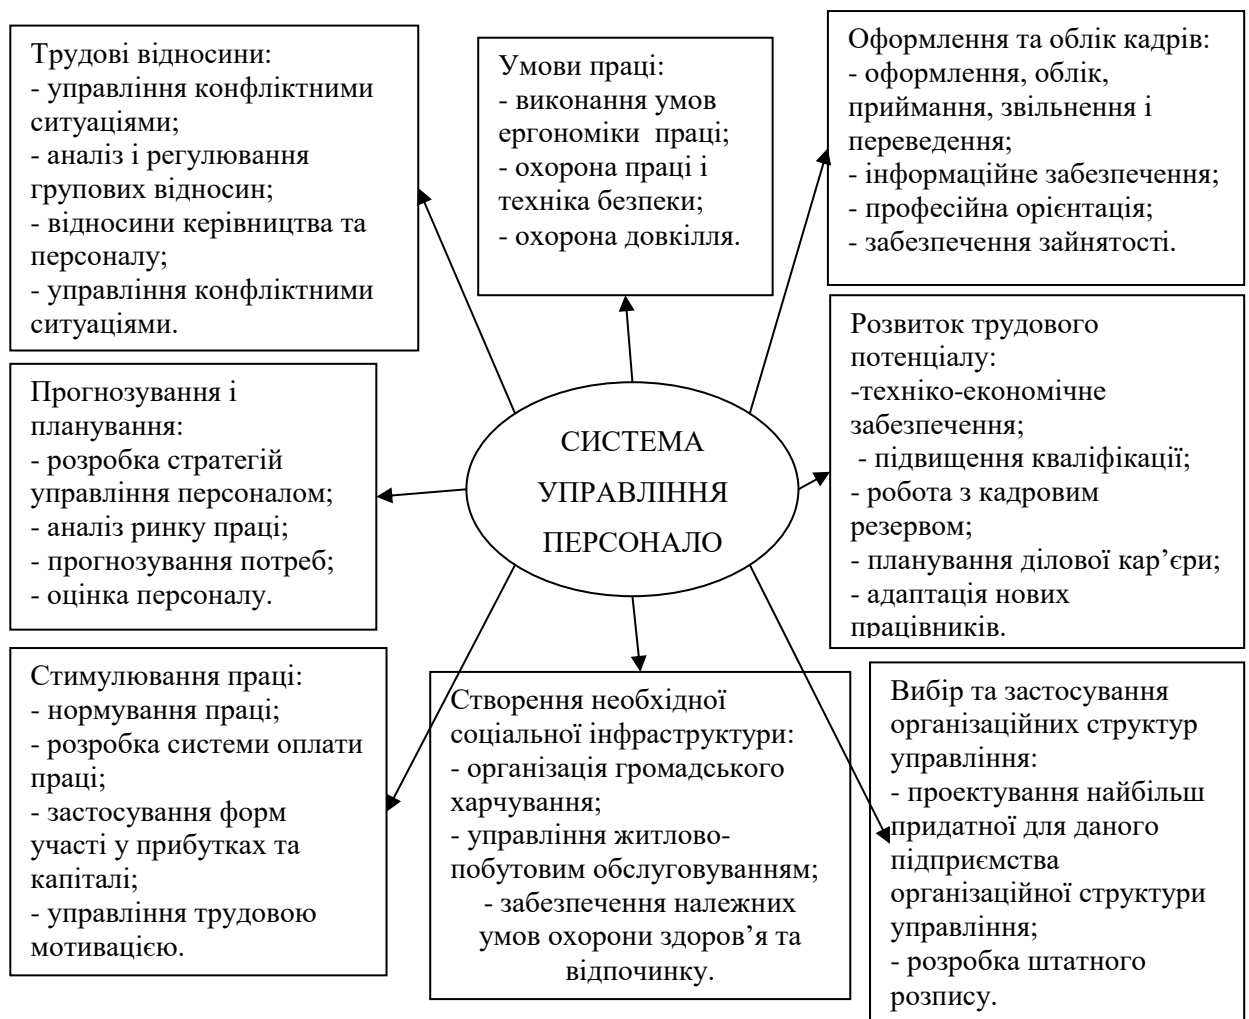 Трудові відносини:
- управління конфліктними
ситуаціями;
- аналіз і регулювання
групових відносин;
- відносини керівництва та
персоналу;
- управління конфліктними
ситуаціями.
Умови праці:
- виконання умов
ергономіки праці;
- охорона праці і
техніка безпеки;
- охорона довкілля.
Оформлення та облік кадрів:
- оформлення, облік,
приймання, звільнення і
переведення;
- інформаційне забезпечення;
- професійна орієнтація;
- забезпечення зайнятості.
Прогнозування і
планування:
- розробка стратегій
управління персоналом;
- аналіз ринку праці;
- прогнозування потреб;
- оцінка персоналу.
СИСТЕМА
УПРАВЛІННЯ
ПЕРСОНАЛО
Розвиток трудового
потенціалу:
-техніко-економічне
забезпечення;
- підвищення кваліфікації;
- робота з кадровим
резервом;
- планування ділової кар’єри;
- адаптація нових
працівників.
Стимулювання праці:
- нормування праці;
- розробка системи оплати
праці;
- застосування форм
участі у прибутках та
капіталі;
- управління трудовою
мотивацією.
Створення необхідної
соціальної інфраструктури:
- організація громадського
харчування;
- управління житлово-
побутовим обслуговуванням;
- забезпечення належних
умов охорони здоров’я та
відпочинку.
Вибір та застосування
організаційних структур
управління:
- проектування найбільш
придатної для даного
підприємства
організаційної структури
управління;
- розробка штатного
розпису.